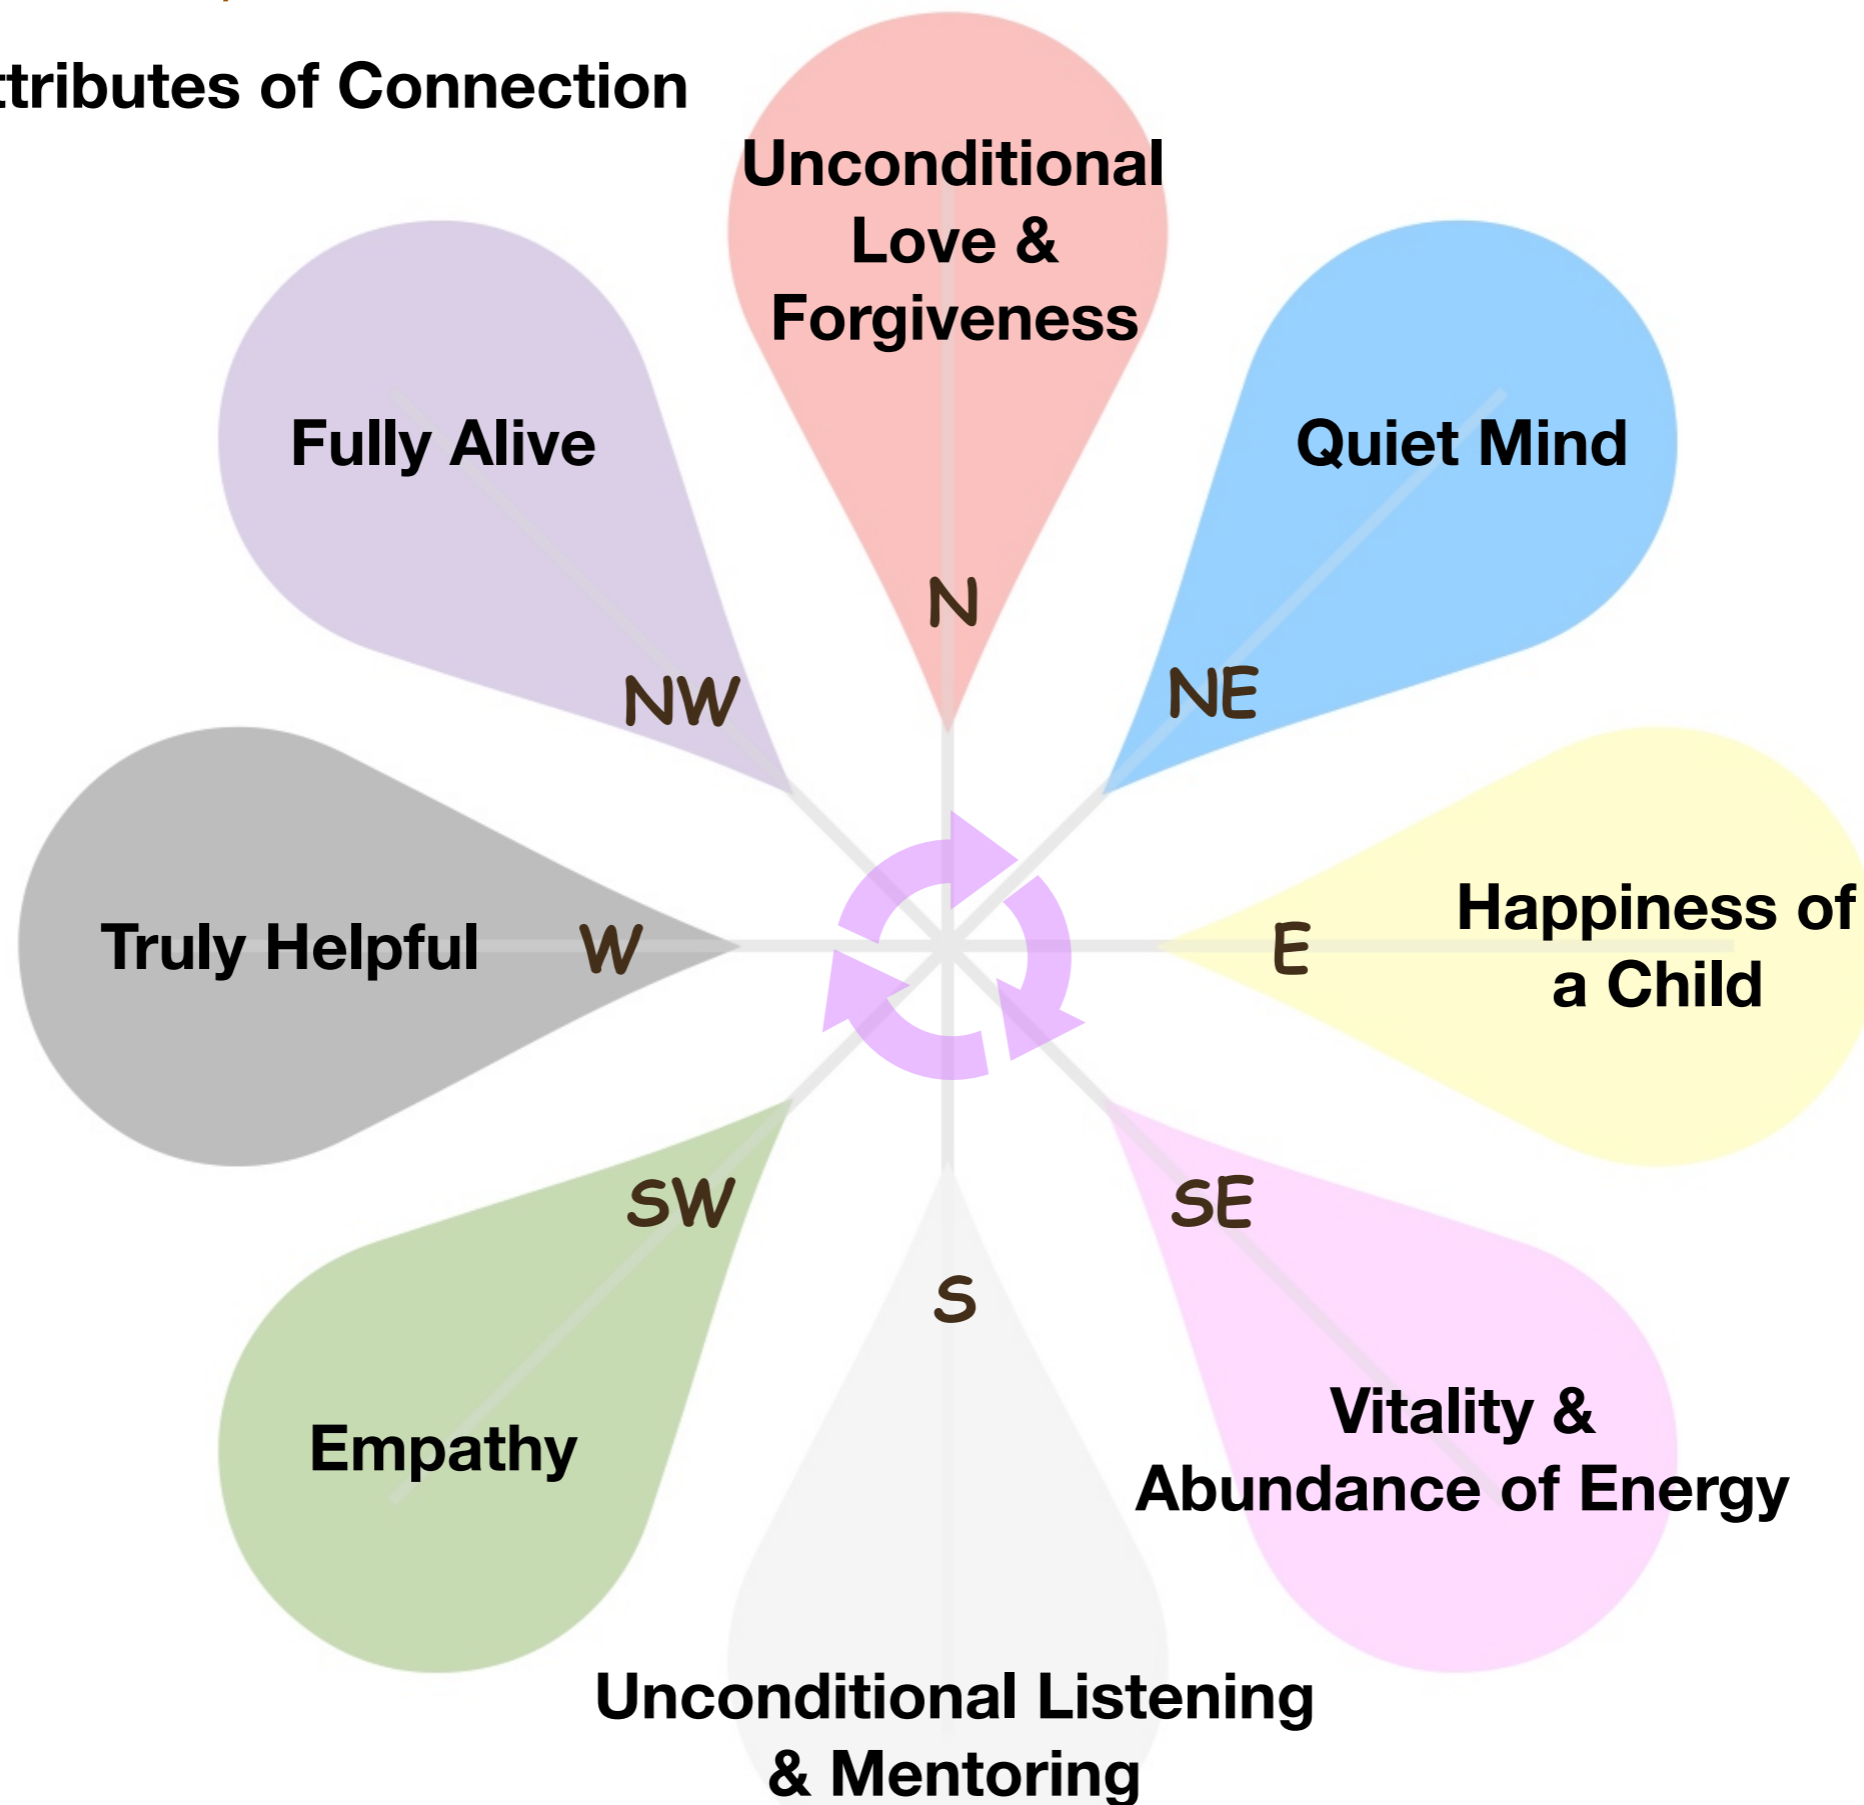 ttributes of Connection
Unconditional
Love &
Forgiveness
Fully Alive
Quiet Mind
N
NW
NE
Happiness of
a Child
Truly Helpful
W
E
SW
SE
S
Vitality &
Abundance of Energy
Empathy
Unconditional Listening
& Mentoring